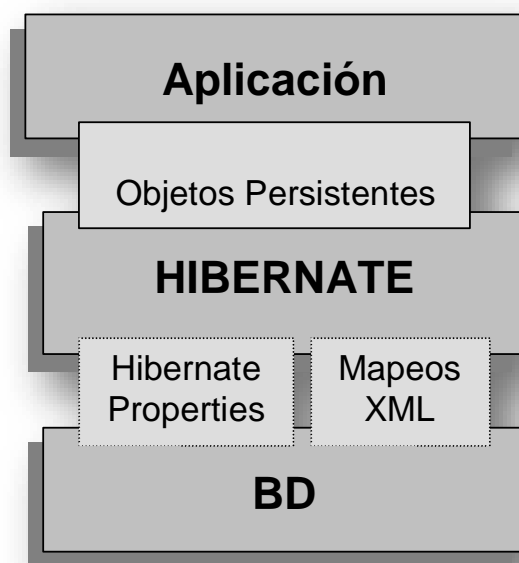 Aplicación
Objetos Persistentes
HIBERNATE
Hibernate
Properties
Mapeos
XML
BD